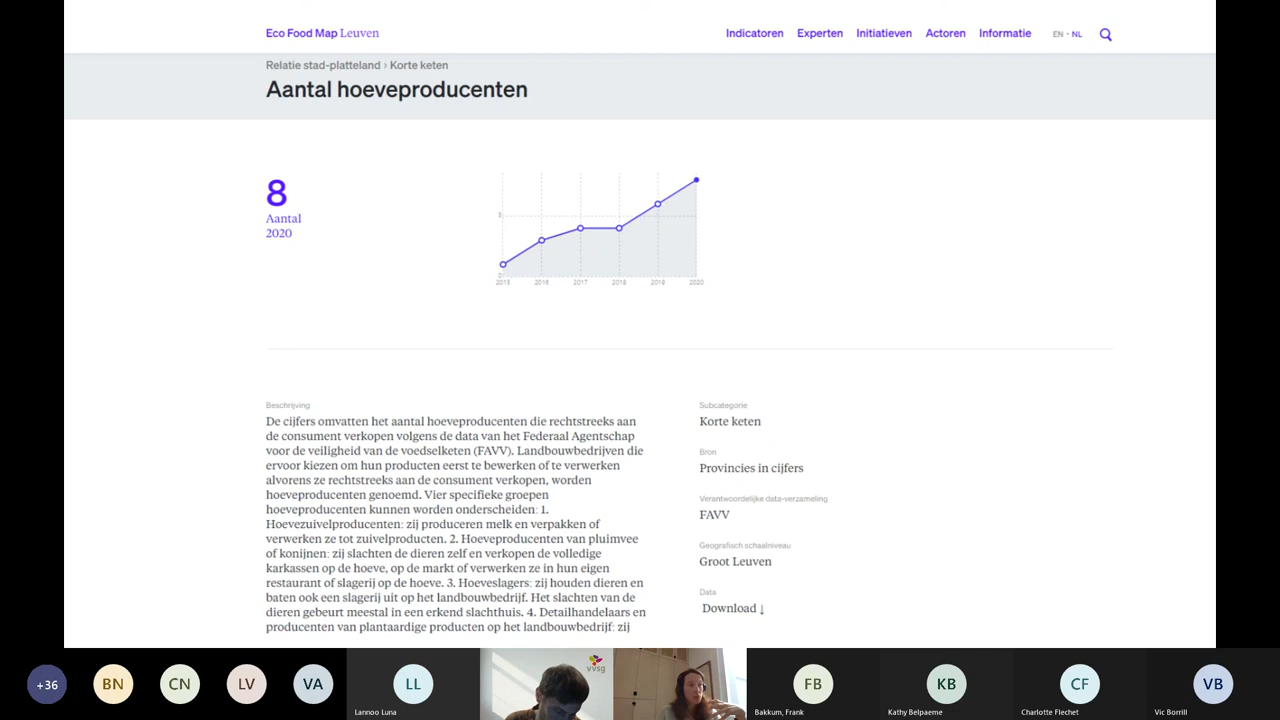 Eco Food Map Leuven
Indicatoren Experten Initiatieven Actoren Informatie EN - NL
Relatie stad-platteland › Korte keten
Aantal hoeveproducenten
8
Aantal
2020
5
0
2015 2016 2017 2018 2019 2020
Beschrijving
De cijfers omvatten het aantal hoeveproducenten die rechtstreeks aan
de consument verkopen volgens de data van het Federaal Agentschap
voor de veiligheid van de voedselketen (FAVV). Landbouwbedrijven die
ervoor kiezen om hun producten eerst te bewerken of te verwerken
alvorens ze rechtstreeks aan de consument verkopen, worden
hoeveproducenten genoemd. Vier specifieke groepen
hoeveproducenten kunnen worden onderscheiden: 1.
Hoevezuivelproducenten: zij produceren melk en verpakken of
verwerken ze tot zuivelproducten. 2. Hoeveproducenten van pluimvee
of konijnen: zij slachten de dieren zelf en verkopen de volledige
karkassen op de hoeve, op de markt of verwerken ze in hun eigen
restaurant of slagerij op de hoeve. 3. Hoeveslagers: zij houden dieren en
baten ook een slagerij uit op het landbouwbedrijf. Het slachten van de
dieren gebeurt meestal in een erkend slachthuis. 4. Detailhandelaars en
producenten van plantaardige producten op het landbouwbedrijf: zij
Subcategorie
Korte keten
Bron
Provincies in cijfers
Verantwoordelijke data-verzameling
FAVV
Geografisch schaalniveau
Groot Leuven
Data
Download ↓
+36 BN CN LV VA LL vvsg FB KB CF VB
Lannoo Luna Bakkum, Frank Kathy Belpaeme Charlotte Flechet Vic Borrill